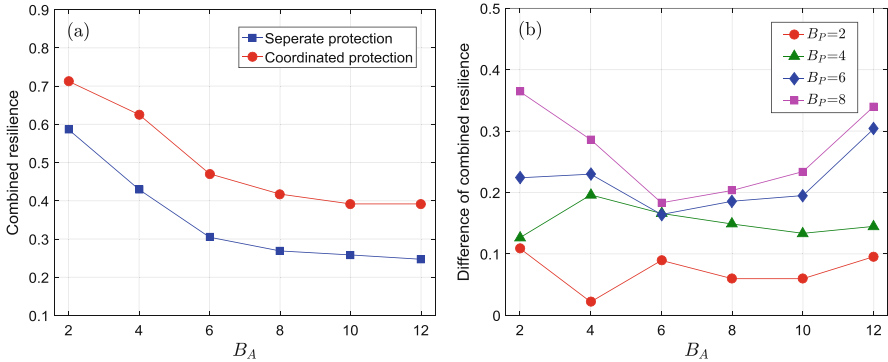 (a)
Seperate protection
Coordinated protection
Combined resilience
0.9
0.8
0.7
0.6
0.5
0.4
0.3
0.2
0.1
2 4 6 8 10 12
B_A
(b)
B_P=2
B_P=4
B_P=6
B_P=8
Difference of combined resilience
0.5
0.4
0.3
0.2
0.1
0
2 4 6 8 10 12
B_A